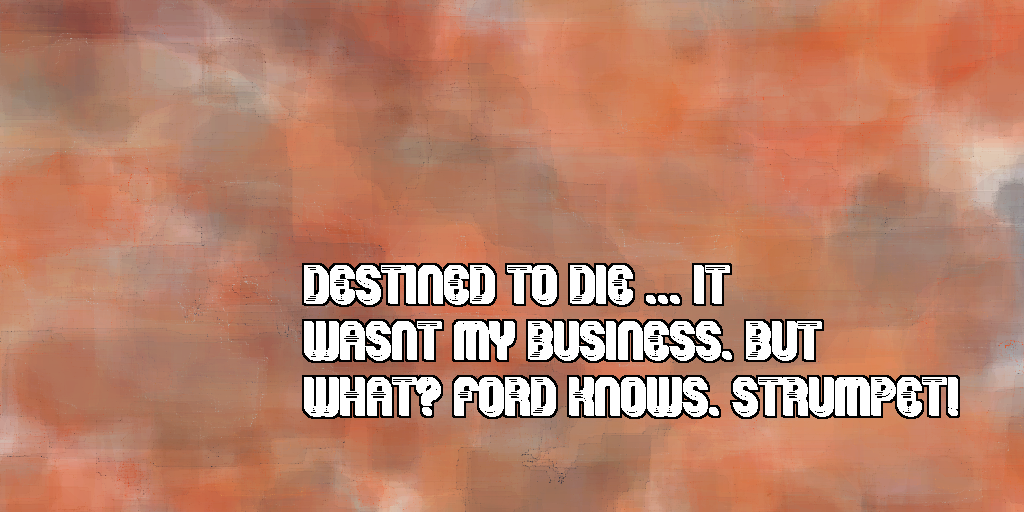 DESTINED TO DIE ... IT
WASNT MY BUSINESS. BUT
WHAT? FORD KNOWS. STRUMPET!